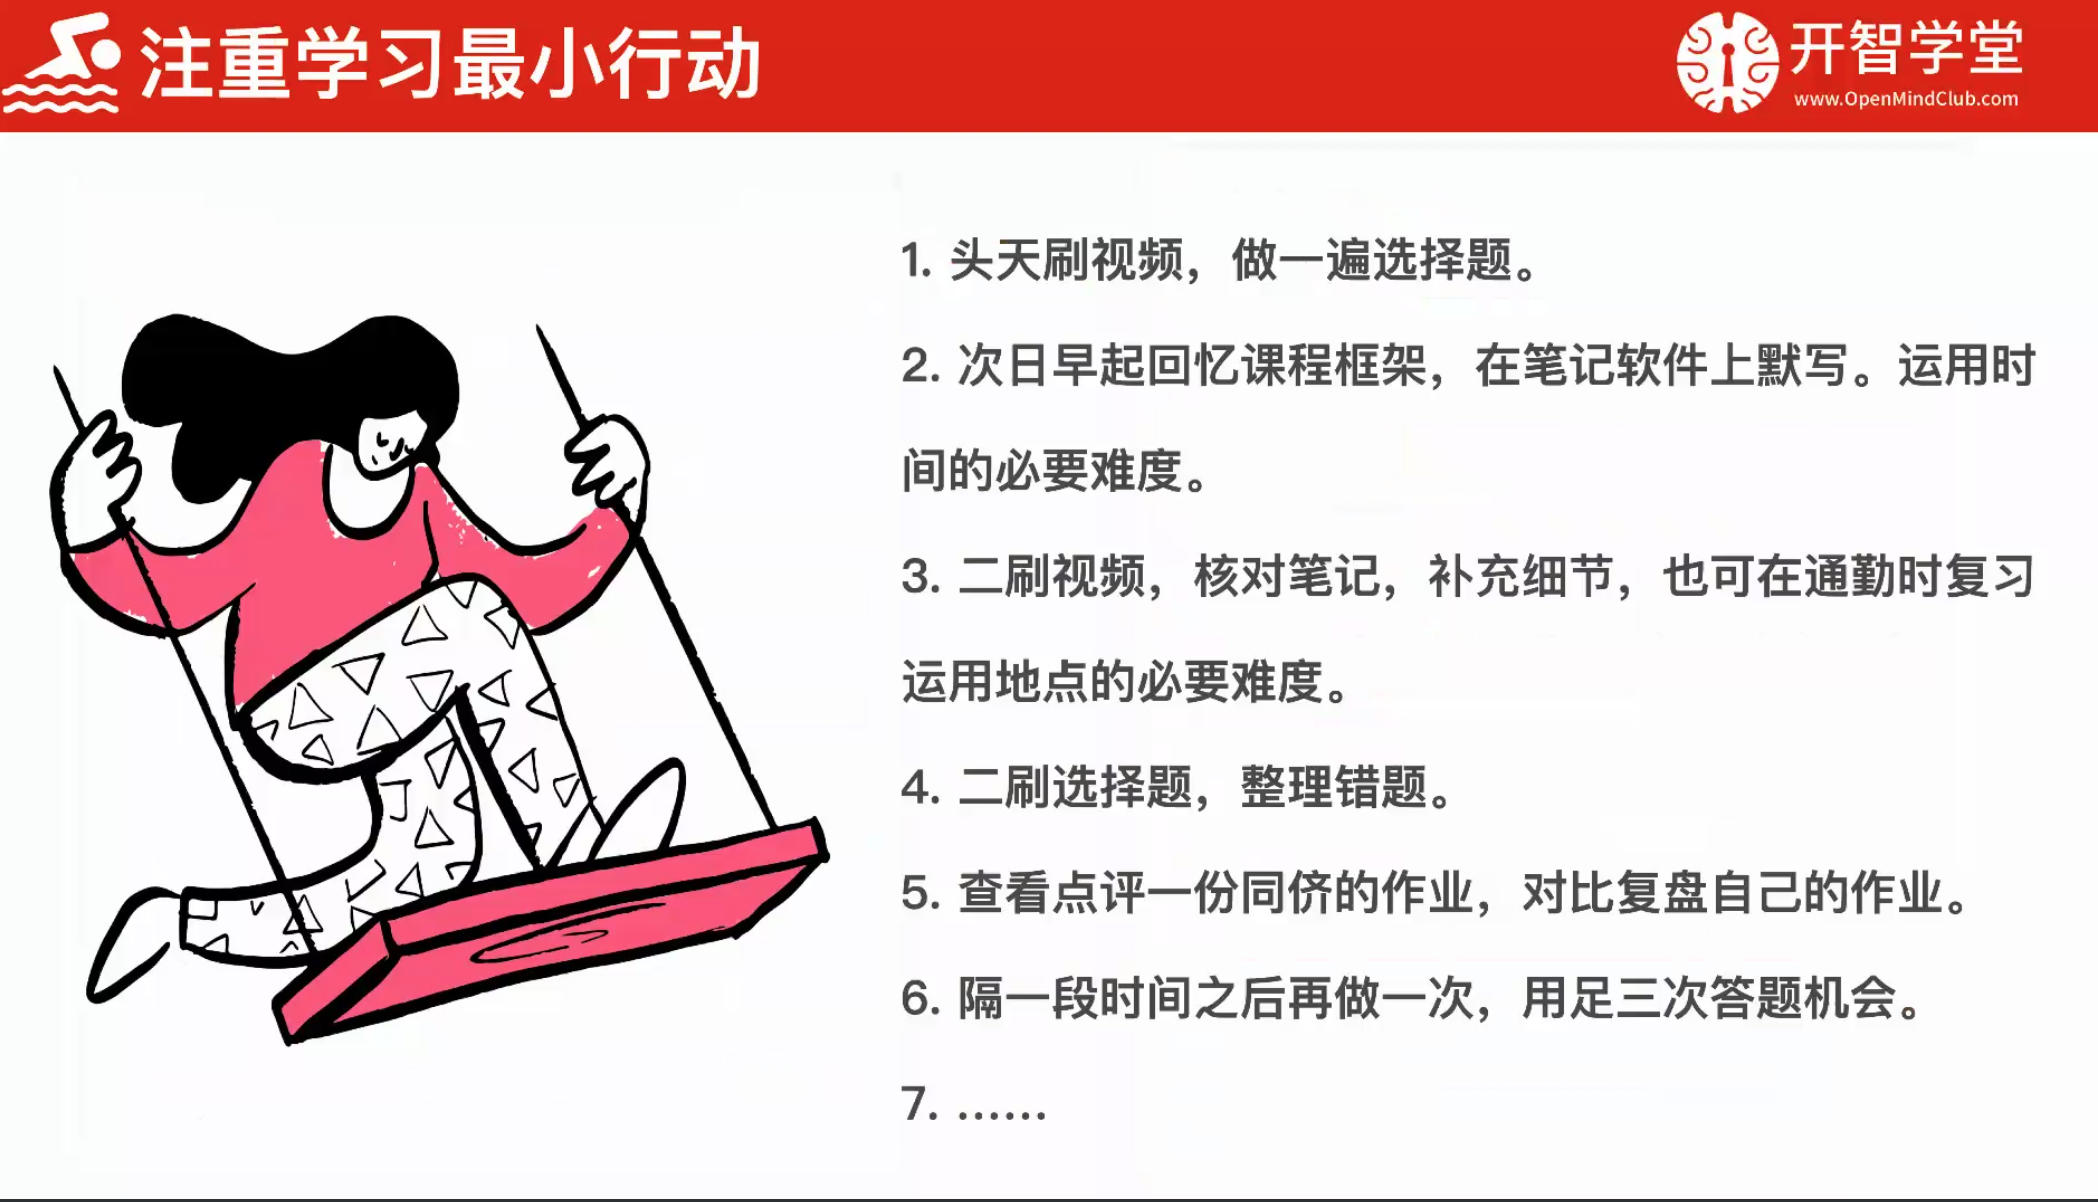 注重学习最小行动
开智学堂
www.OpenMindClub.com
1. 头天刷视频，做一遍选择题。
2. 次日早起回忆课程框架，在笔记软件上默写。运用时
间的必要难度。
3. 二刷视频，核对笔记，补充细节，也可在通勤时复习
运用地点的必要难度。
4. 二刷选择题，整理错题。
5. 查看点评一份同侪的作业，对比复盘自己的作业。
6. 隔一段时间之后再做一次，用足三次答题机会。
7. ……